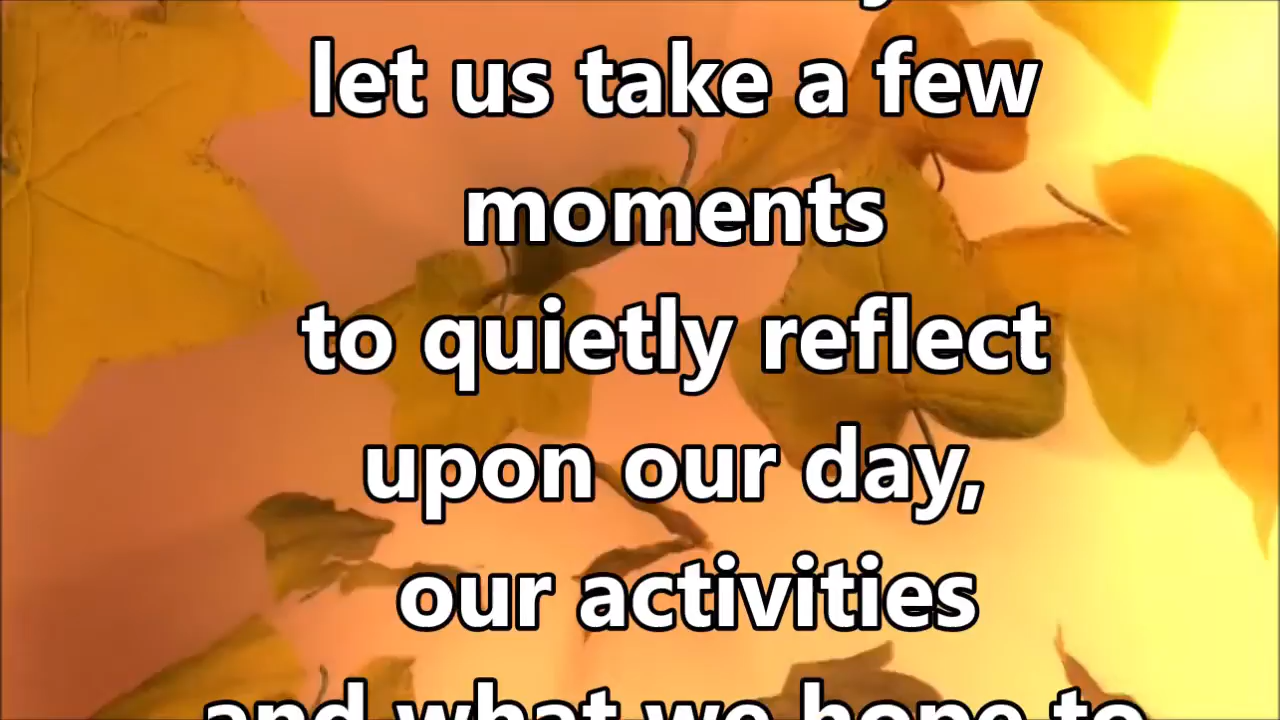 let us take a few
moments
to quietly reflect
upon our day,
our activities
and what we hope to